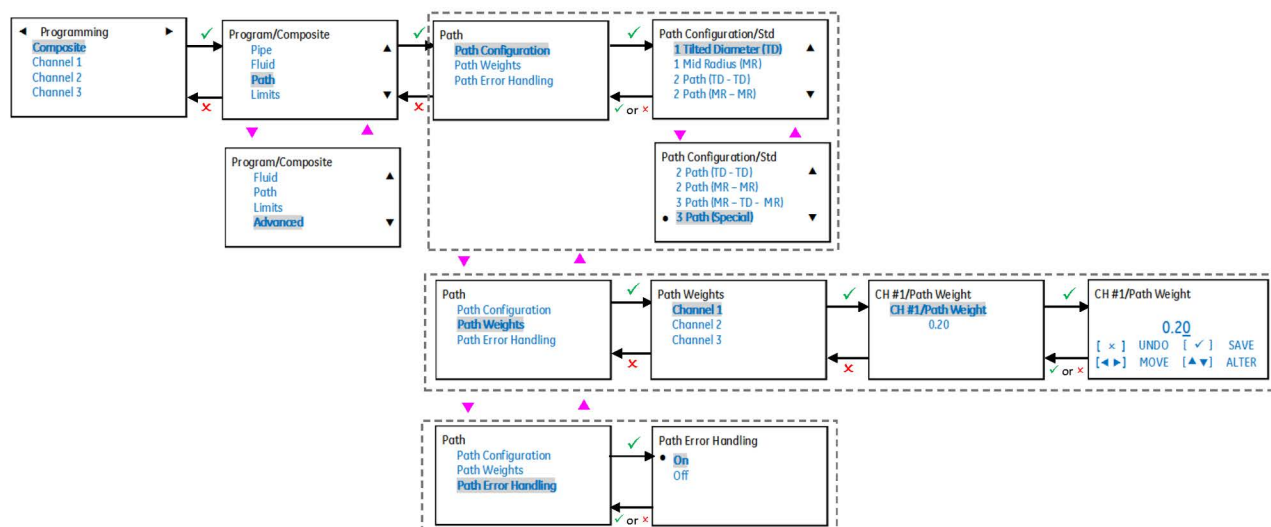 ◄ Programming ►
Composite
Channel 1
Channel 2
Channel 3
✓
x
Program/Composite
Pipe ▲
Fluid
Path
Limits ▼
✓
x
Path
Path Configuration
Path Weights
Path Error Handling
✓
✓ or x
Path Configuration/Std
1 Tilted Diameter (TD) ▲
1 Mid Radius (MR)
2 Path (TD - TD)
2 Path (MR – MR) ▼
▼ ▲
▼ ▲
Program/Composite
Fluid ▲
Path
Limits
Advanced ▼
Path Configuration/Std
2 Path (TD - TD) ▲
2 Path (MR – MR)
3 Path (MR – TD - MR)
• 3 Path (Special) ▼
▼ ▲
Path
Path Configuration
Path Weights
Path Error Handling
✓
x
Path Weights
Channel 1
Channel 2
Channel 3
✓
x
CH #1/Path Weight
CH #1/Path Weight
0.20
✓
✓ or x
CH #1/Path Weight
0.20
[ × ] UNDO [ ✓ ] SAVE
[◄ ►] MOVE [▲▼] ALTER
▼ ▲
Path
Path Configuration
Path Weights
Path Error Handling
✓
✓ or x
Path Error Handling
• On
Off